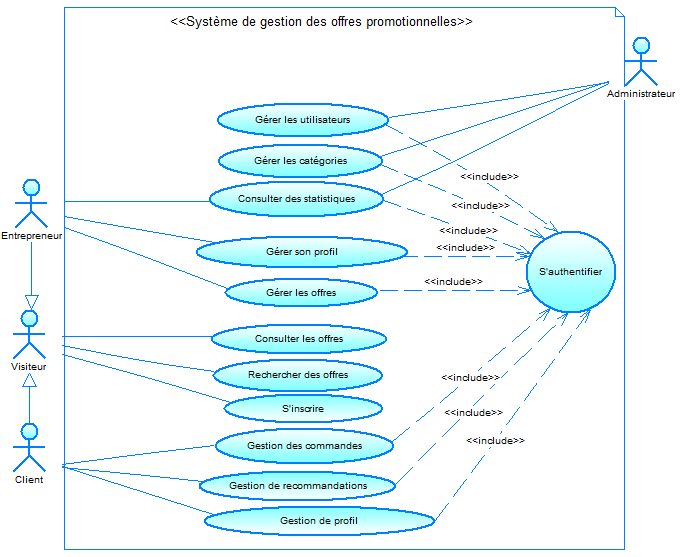 <<Système de gestion des offres promotionnelles>>
Administrateur
Gérer les utilisateurs
Gérer les catégories
<<include>>
Consulter des statistiques
<<include>>
Entrepreneur
<<include>>
Gérer son profil
<<include>>
S'authentifier
Gérer les offres
<<include>>
Consulter les offres
Visiteur
Rechercher des offres
<<include>>
S'inscrire
<<include>>
Gestion des commandes
<<include>>
Client
Gestion de recommandations
Gestion de profil